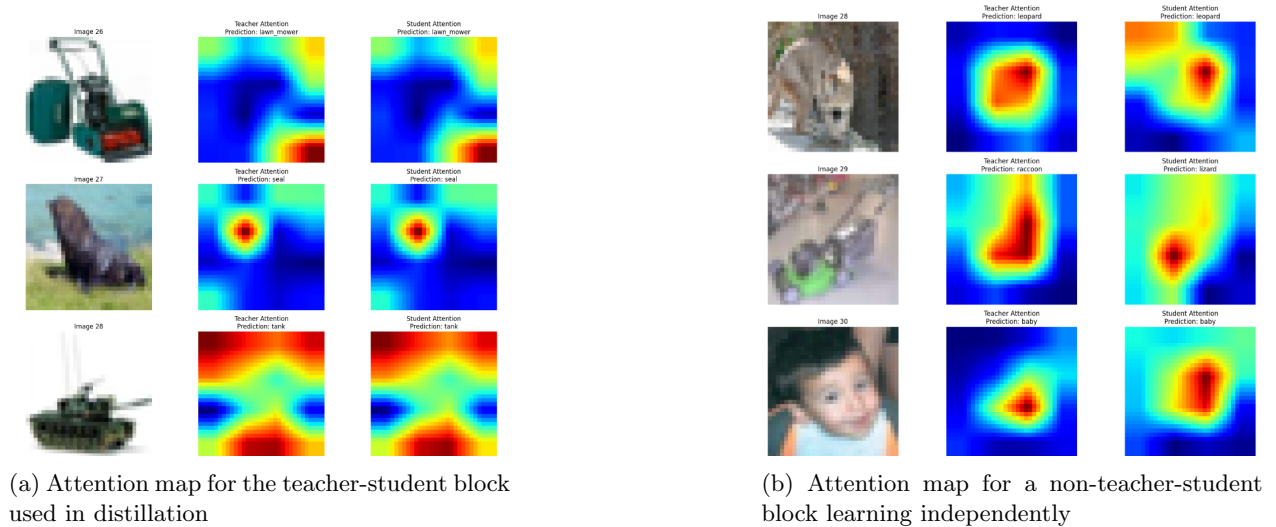 Image 26
Teacher Attention
Prediction: lawn_mower
Student Attention
Prediction: lawn_mower
Image 27
Teacher Attention
Prediction: seal
Student Attention
Prediction: seal
Image 28
Teacher Attention
Prediction: tank
Student Attention
Prediction: tank
(a) Attention map for the teacher-student block
used in distillation
Image 28
Teacher Attention
Prediction: leopard
Student Attention
Prediction: leopard
Image 29
Teacher Attention
Prediction: raccoon
Student Attention
Prediction: lizard
Image 30
Teacher Attention
Prediction: baby
Student Attention
Prediction: baby
(b) Attention map for a non-teacher-student
block learning independently